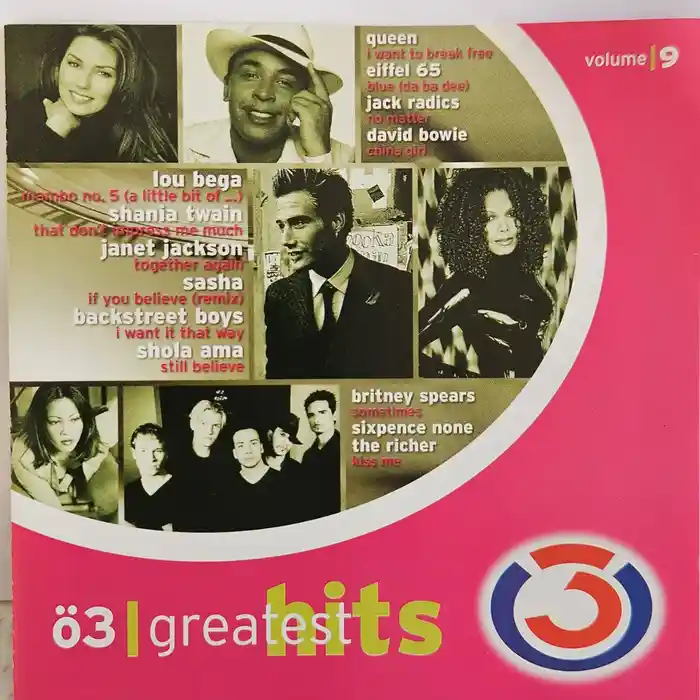 queen
i want to break free
eiffel 65
blue (da ba dee)
jack radics
no matter
david bowie
china girl
volume|9
lou bega
mambo no. 5 (a little bit of ...)
shania twain
that don't impress me much
janet jackson
together again
sasha
if you believe (remix)
backstreet boys
i want it that way
shola ama
still believe
britney spears
sometimes
sixpence none
the richer
kiss me
ö3|greatest hits
3